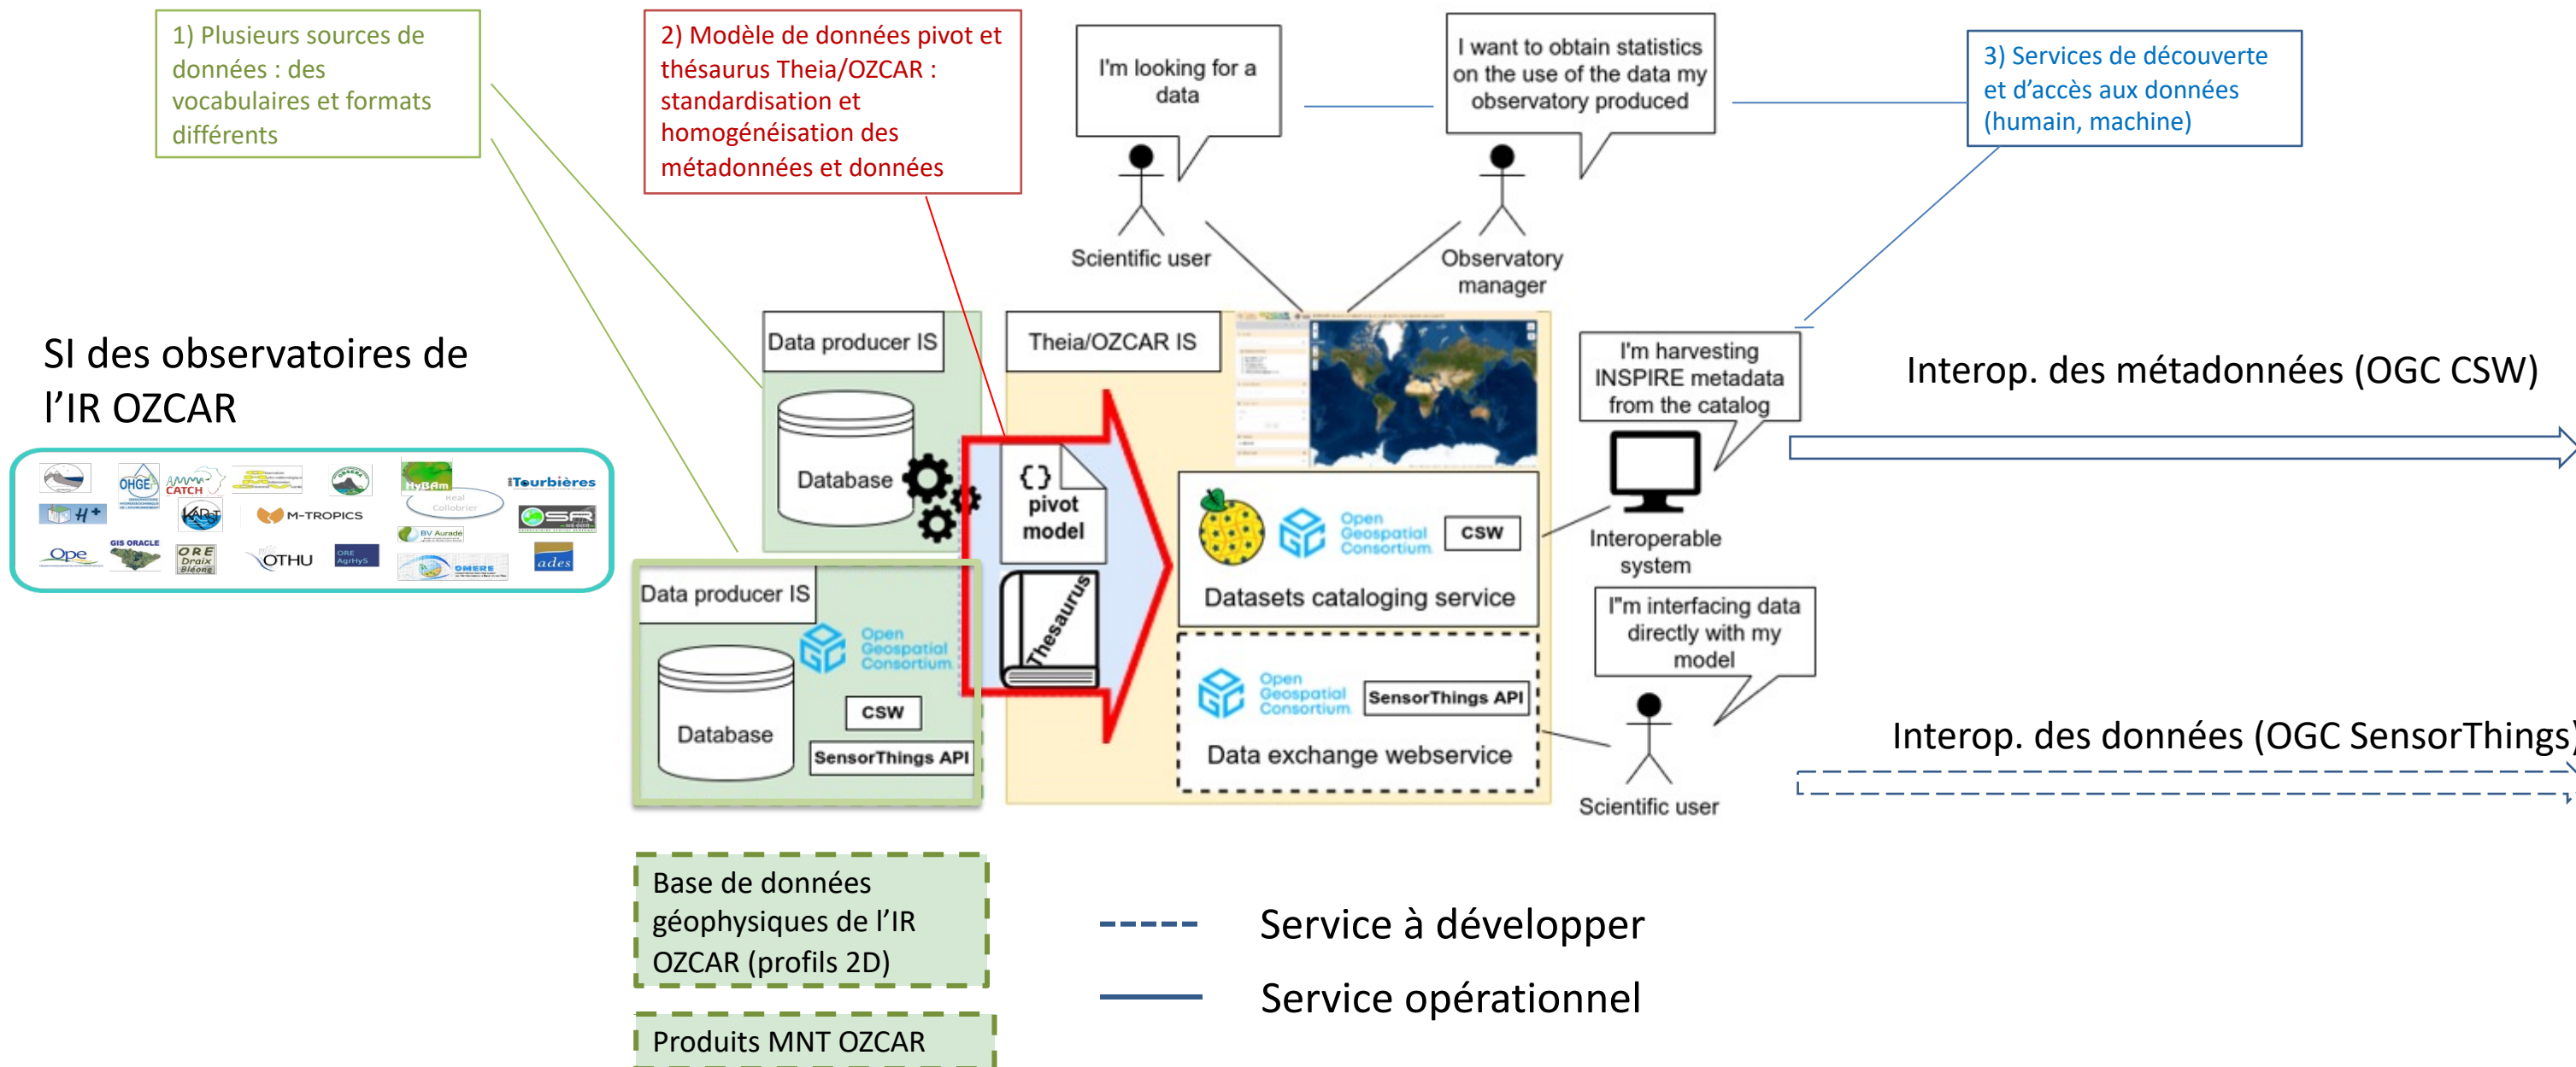 1) Plusieurs sources de
données : des
vocabulaires et formats
différents
2) Modèle de données pivot et
thésaurus Theia/OZCAR :
standardisation et
homogénéisation des
métadonnées et données
I'm looking for a
data
I want to obtain statistics
on the use of the data my
observatory produced
3) Services de découverte
et d'accès aux données
(humain, machine)
Scientific user
Observatory
manager
SI des observatoires de
l'IR OZCAR
OHGE
AMMA-
CATCH
OBSERA
HyBAm
Tourbières
H+
KARST
M-TROPICS
Real
Collobrier
OSR
BV Auradé
Ope
GIS ORACLE
ORE
Draix
Bléone
OTHU
ORE
AgrHyS
OMERE
ades
Data producer IS
Database
Data producer IS
Open
Geospatial
Consortium
CSW
Database
SensorThings API
Theia/OZCAR IS
{}
pivot
model
Thesaurus
Open
Geospatial
Consortium
CSW
Datasets cataloging service
Open
Geospatial
Consortium
SensorThings API
Data exchange webservice
I'm harvesting
INSPIRE metadata
from the catalog
Interoperable
system
I"m interfacing data
directly with my
model
Scientific user
Interop. des métadonnées (OGC CSW)
Interop. des données (OGC SensorThings)
Base de données
géophysiques de l'IR
OZCAR (profils 2D)
Produits MNT OZCAR
Service à développer
Service opérationnel